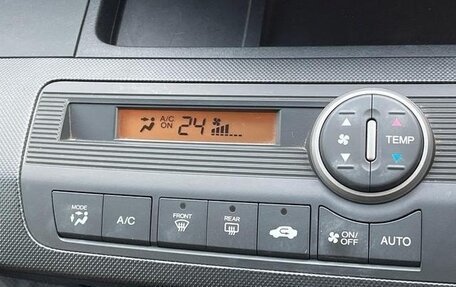 A/C
ON 24
TEMP
MODE
A/C
FRONT
REAR
ON/
OFF
AUTO